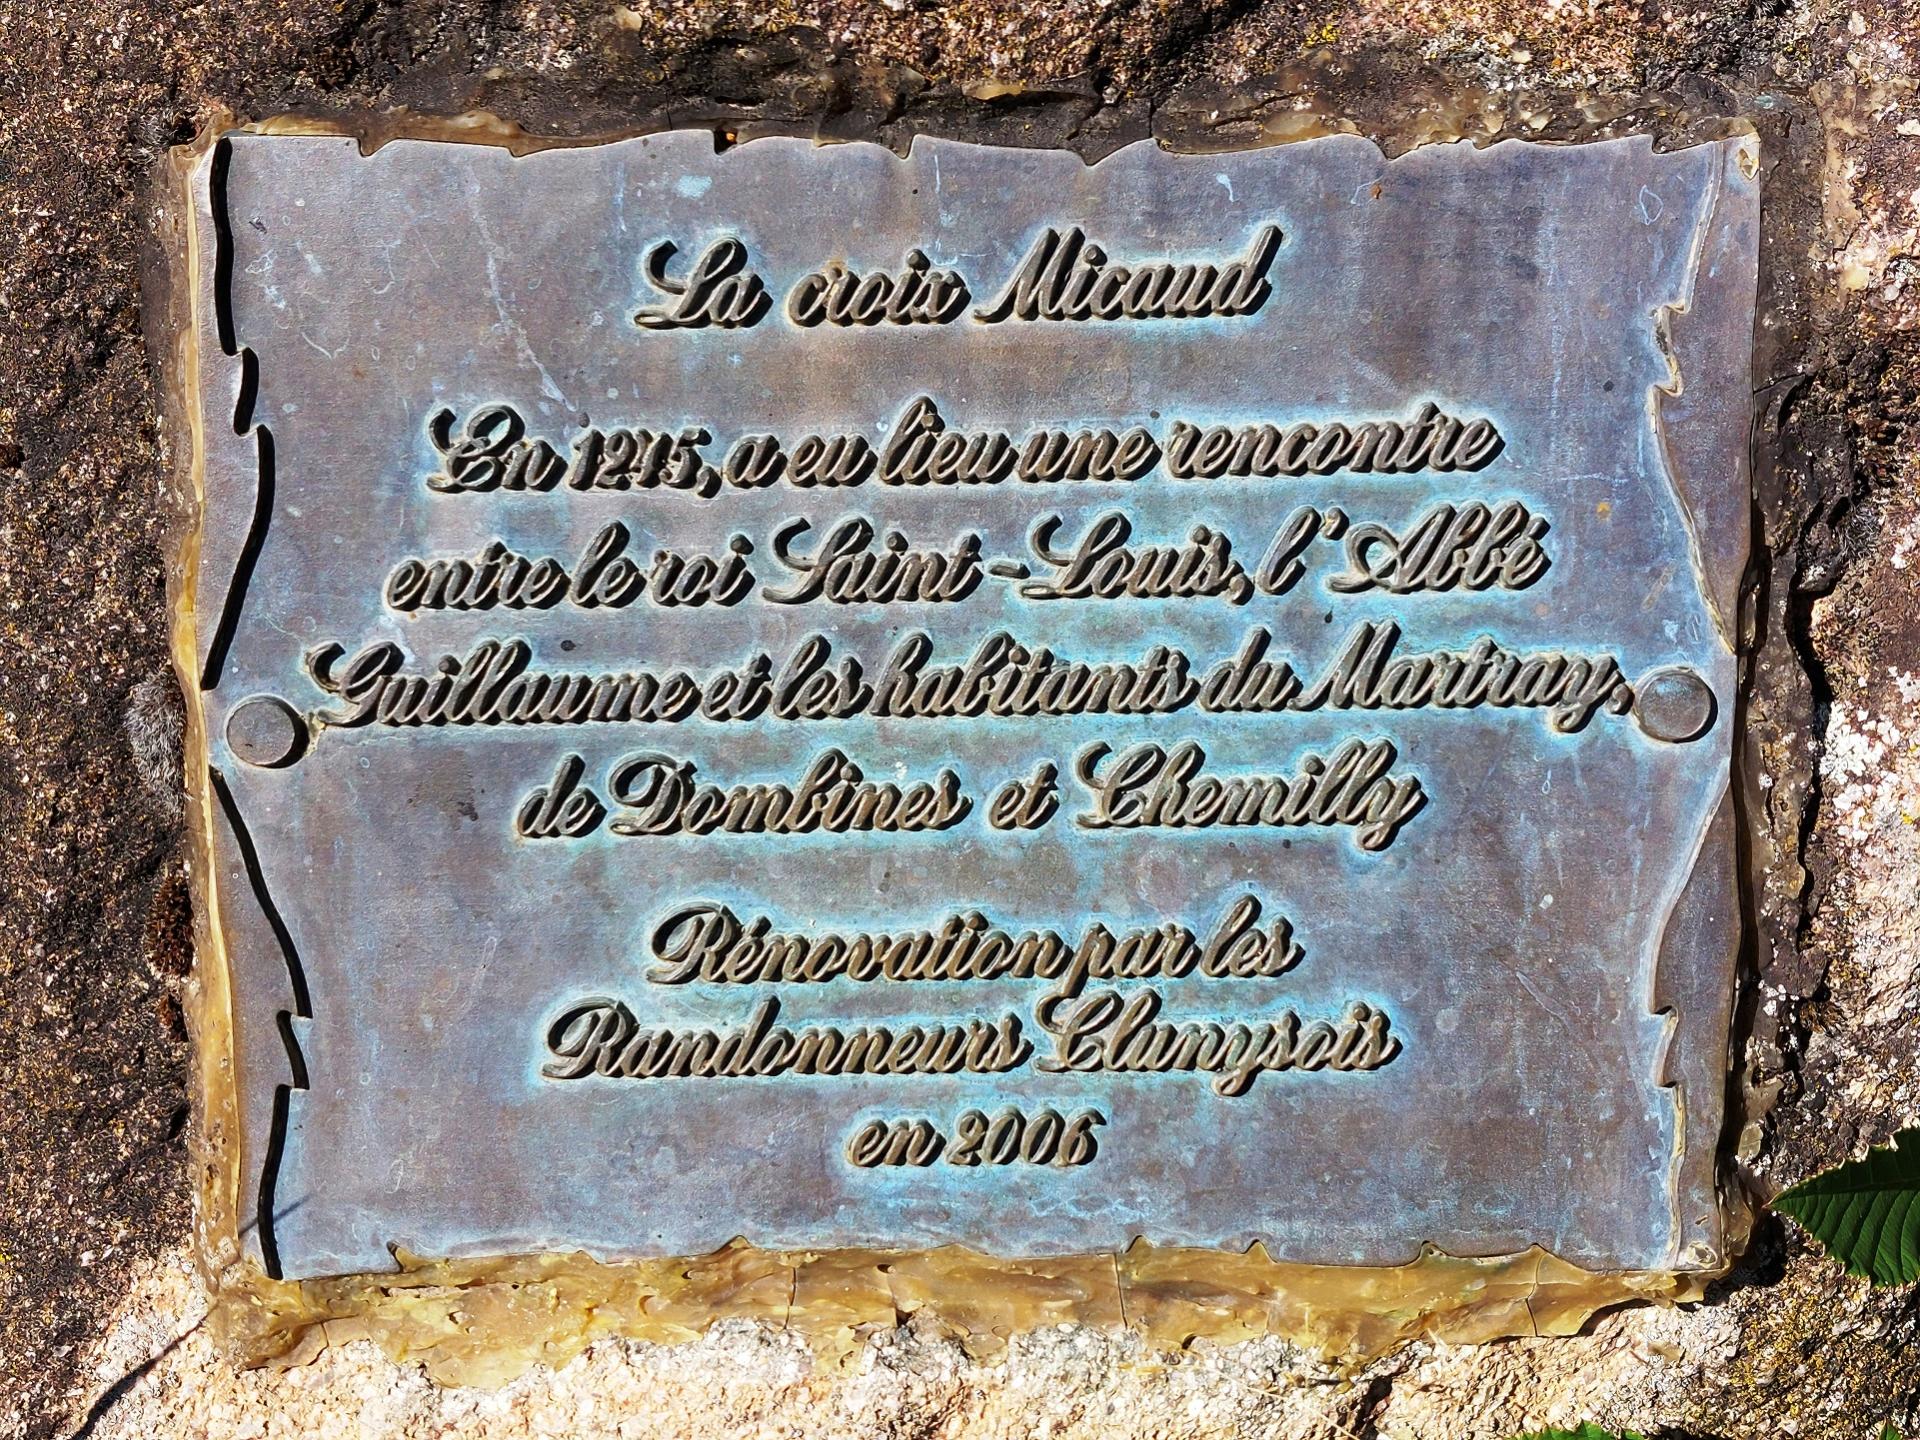 La croix Micaud
En 1245, a eu lieu une rencontre
entre le roi Saint-Louis, l'Abbé
Guillaume et les habitants du Martray,
de Dombines et Chemilly
Rénovation par les
Randonneurs Clunysois
en 2006